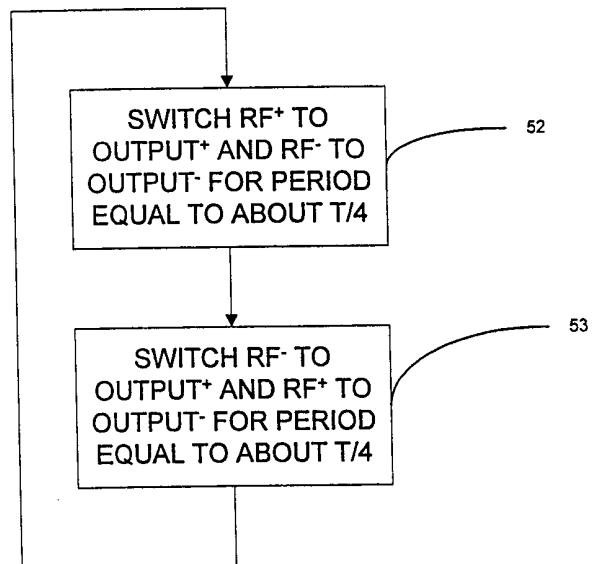 SWITCH RF⁺ TO
OUTPUT⁺ AND RF⁻ TO
OUTPUT⁻ FOR PERIOD
EQUAL TO ABOUT T/4
52
SWITCH RF⁻ TO
OUTPUT⁺ AND RF⁺ TO
OUTPUT⁻ FOR PERIOD
EQUAL TO ABOUT T/4
53